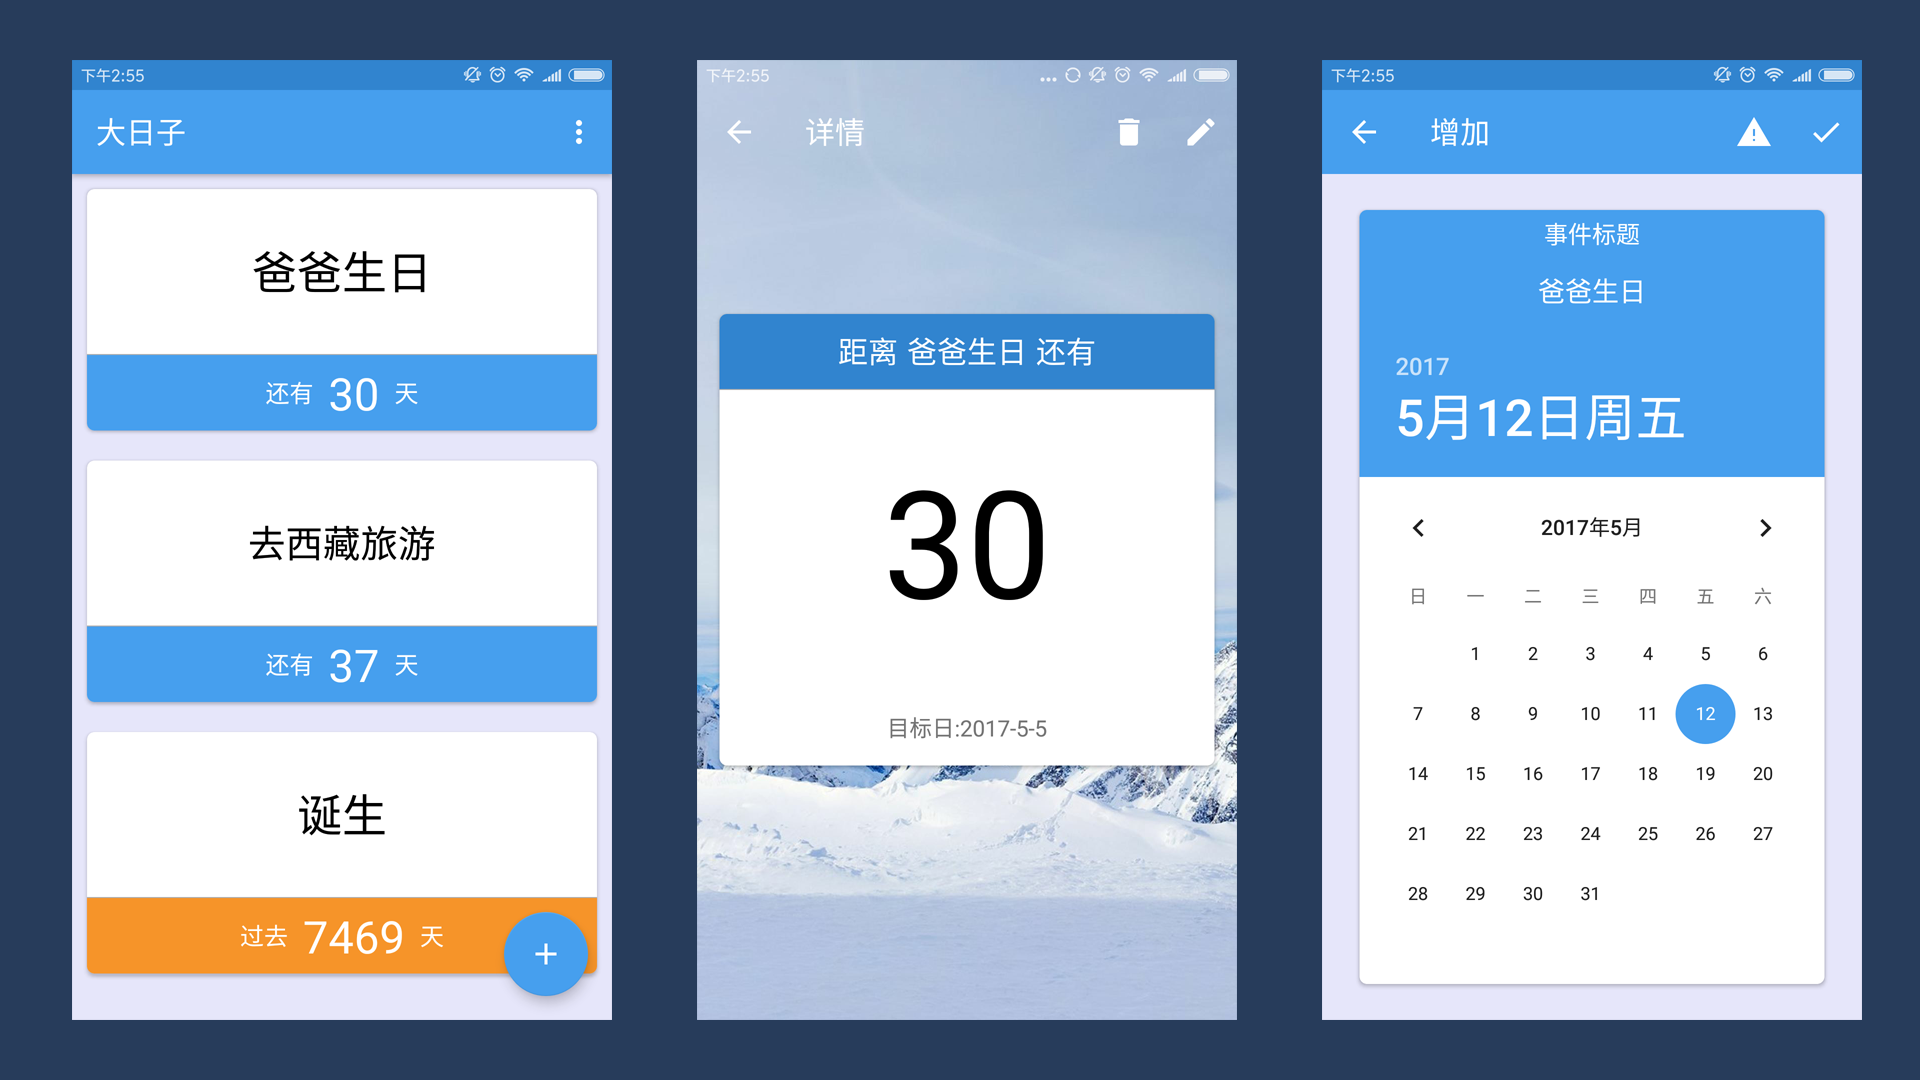 下午2:55
大日子
爸爸生日
还有 30 天
去西藏旅游
还有 37 天
诞生
过去 7469 天
下午2:55
详情
距离 爸爸生日 还有
30
目标日:2017-5-5
下午2:55
增加
事件标题
爸爸生日
2017
5月12日周五
2017年5月
日 一 二 三 四 五 六
1 2 3 4 5 6
7 8 9 10 11 12 13
14 15 16 17 18 19 20
21 22 23 24 25 26 27
28 29 30 31